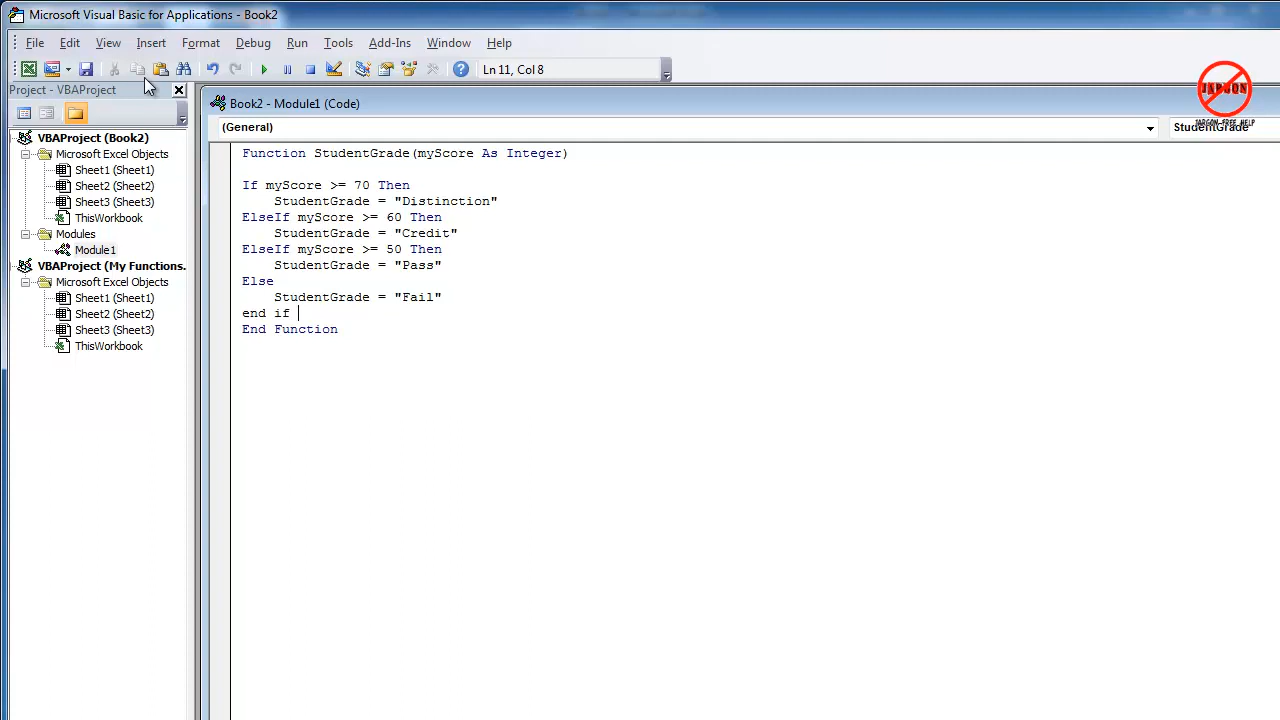 Microsoft Visual Basic for Applications - Book2
File Edit View Insert Format Debug Run Tools Add-Ins Window Help
Ln 11, Col 8
Project - VBAProject
JARGON
JARGON-FREE HELP
Book2 - Module1 (Code)
(General)
StudentGrade
VBAProject (Book2)
Microsoft Excel Objects
Sheet1 (Sheet1)
Sheet2 (Sheet2)
Sheet3 (Sheet3)
ThisWorkbook
Modules
Module1
VBAProject (My Functions.
Microsoft Excel Objects
Sheet1 (Sheet1)
Sheet2 (Sheet2)
Sheet3 (Sheet3)
ThisWorkbook
Function StudentGrade(myScore As Integer)
If myScore >= 70 Then
StudentGrade = "Distinction"
ElseIf myScore >= 60 Then
StudentGrade = "Credit"
ElseIf myScore >= 50 Then
StudentGrade = "Pass"
Else
StudentGrade = "Fail"
end if
End Function